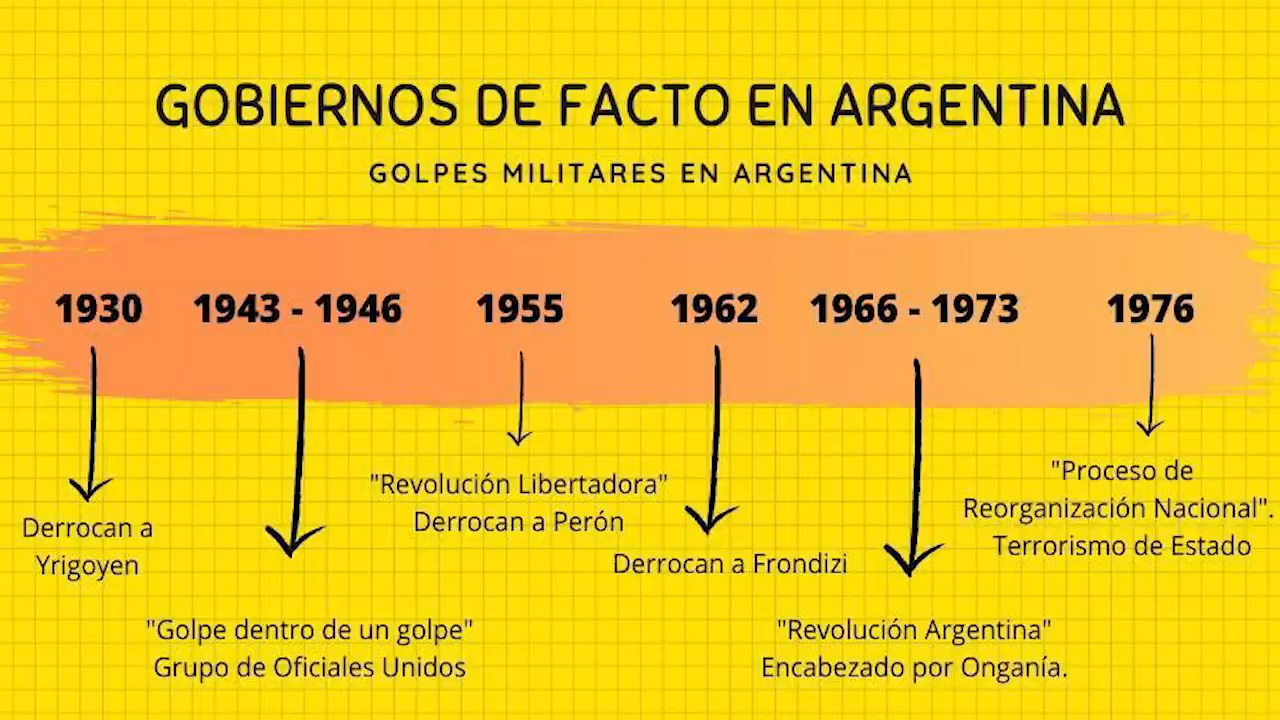 GOBIERNOS DE FACTO EN ARGENTINA
GOLPES MILITARES EN ARGENTINA
1930
1943 - 1946
1955
1962
1966 - 1973
1976
Derrocan a
Yrigoyen
"Golpe dentro de un golpe"
Grupo de Oficiales Unidos
"Revolución Libertadora"
Derrocan a Perón
Derrocan a Frondizi
"Revolución Argentina"
Encabezado por Onganía.
"Proceso de
Reorganización Nacional".
Terrorismo de Estado